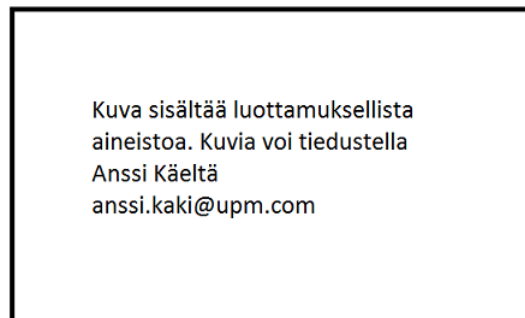 Kuva sisältää luottamuksellista
aineistoa. Kuvia voi tiedustella
Anssi Käeltä
anssi.kaki@upm.com